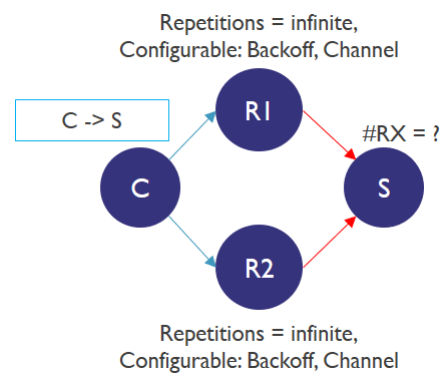 Repetitions = infinite,
Configurable: Backoff, Channel
R1
C -> S
#RX = ?
C
S
R2
Repetitions = infinite,
Configurable: Backoff, Channel